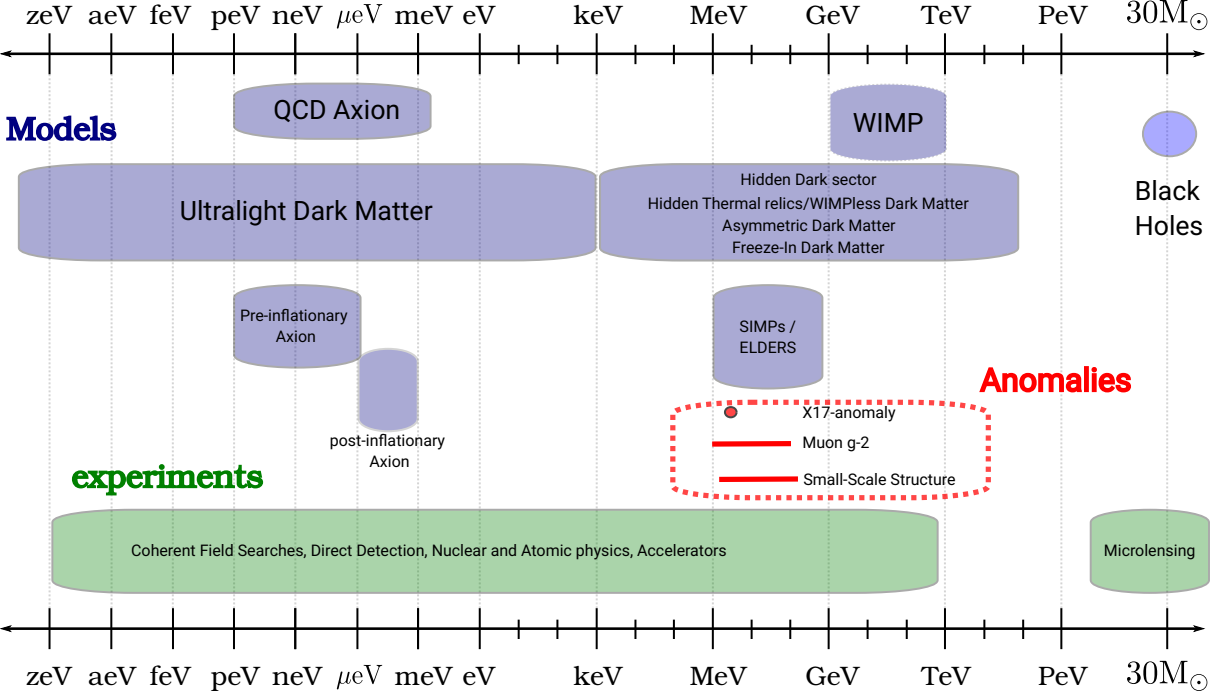 zeV aeV feV peV neV μeV meV eV keV MeV GeV TeV PeV 30M⊙
QCD Axion
WIMP
Models
Hidden Dark sector
Hidden Thermal relics/WIMPless Dark Matter
Asymmetric Dark Matter
Freeze-In Dark Matter
Ultralight Dark Matter
Black
Holes
Pre-inflationary
Axion
SIMPs /
ELDERS
Anomalies
X17-anomaly
Muon g-2
Small-Scale Structure
post-inflationary
Axion
experiments
Coherent Field Searches, Direct Detection, Nuclear and Atomic physics, Accelerators
Microlensing
zeV aeV feV peV neV μeV meV eV keV MeV GeV TeV PeV 30M⊙